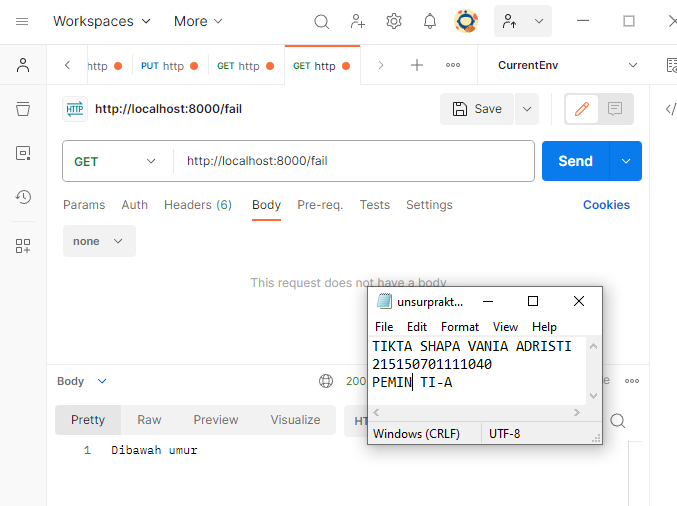 Workspaces More
http PUT http GET http GET http CurrentEnv
HTTP http://localhost:8000/fail Save
GET http://localhost:8000/fail Send
Params Auth Headers (6) Body Pre-req. Tests Settings Cookies
none
This request does not have a body
unsurprakt...
File Edit Format View Help
TIKTA SHAPA VANIA ADRISTI
215150701111040
PEMIN TI-A
Windows (CRLF) UTF-8
Body 200
Pretty Raw Preview Visualize
1 Dibawah umur